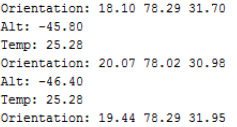 Orientation: 18.10 78.29 31.70
Alt: -45.80
Temp: 25.28
Orientation: 20.07 78.02 30.98
Alt: -46.40
Temp: 25.28
Orientation: 19.44 78.29 31.95